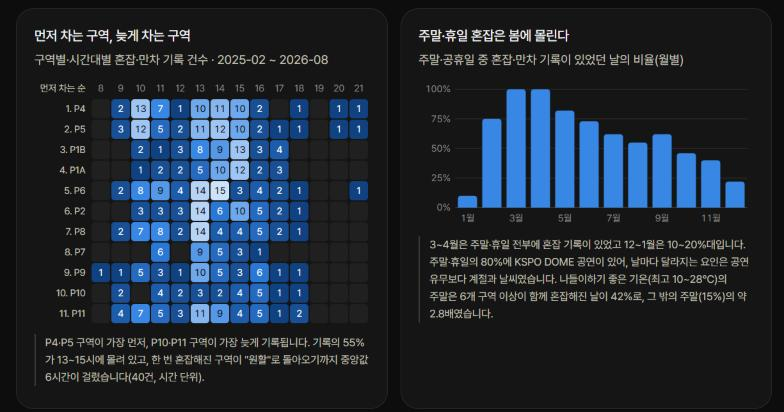 먼저 차는 구역, 늦게 차는 구역
구역별·시간대별 혼잡·만차 기록 건수 · 2025-02 ~ 2026-08
먼저 차는 순 8 9 10 11 12 13 14 15 16 17 18 19 20 21
1. P4 2 13 7 1 10 11 10 2 1 1 1
2. P5 3 12 5 2 11 12 10 2 1 1 1 1
3. P1B 2 1 3 8 9 13 3 4
4. P1A 1 2 2 5 10 12 2 3
5. P6 2 8 9 4 14 15 3 4 2 1 1
6. P2 3 3 3 14 6 10 5 2 1
7. P8 2 7 8 2 14 4 4 5 2 1
8. P7 6 9 5 3 1
9. P9 1 1 5 3 1 10 5 3 6 1 1
10. P10 2 6 4 2 3 2 4 5 2 1
11. P11 4 7 5 3 11 9 4 5 2 1
P4·P5 구역이 가장 먼저, P10·P11 구역이 가장 늦게 기록됩니다. 기록의 55%
가 13~15시에 몰려 있고, 한 번 혼잡해진 구역이 "원활"로 돌아오기까지 중앙값
6시간이 걸렸습니다(40건, 시간 단위).
주말·휴일 혼잡은 봄에 몰린다
주말·공휴일 중 혼잡·만차 기록이 있었던 날의 비율(월별)
100%
75%
50%
25%
0%
1월 3월 5월 7월 9월 11월
3~4월은 주말·휴일 전부에 혼잡 기록이 있었고 12~1월은 10~20%대입니다.
주말·휴일의 80%에 KSPO DOME 공연이 있어, 날마다 달라지는 요인은 공연
유무보다 계절과 날씨였습니다. 나들이하기 좋은 기온(최고 10~28°C)의
주말은 6개 구역 이상이 함께 혼잡해진 날이 42%로, 그 밖의 주말(15%)의 약
2.8배였습니다.